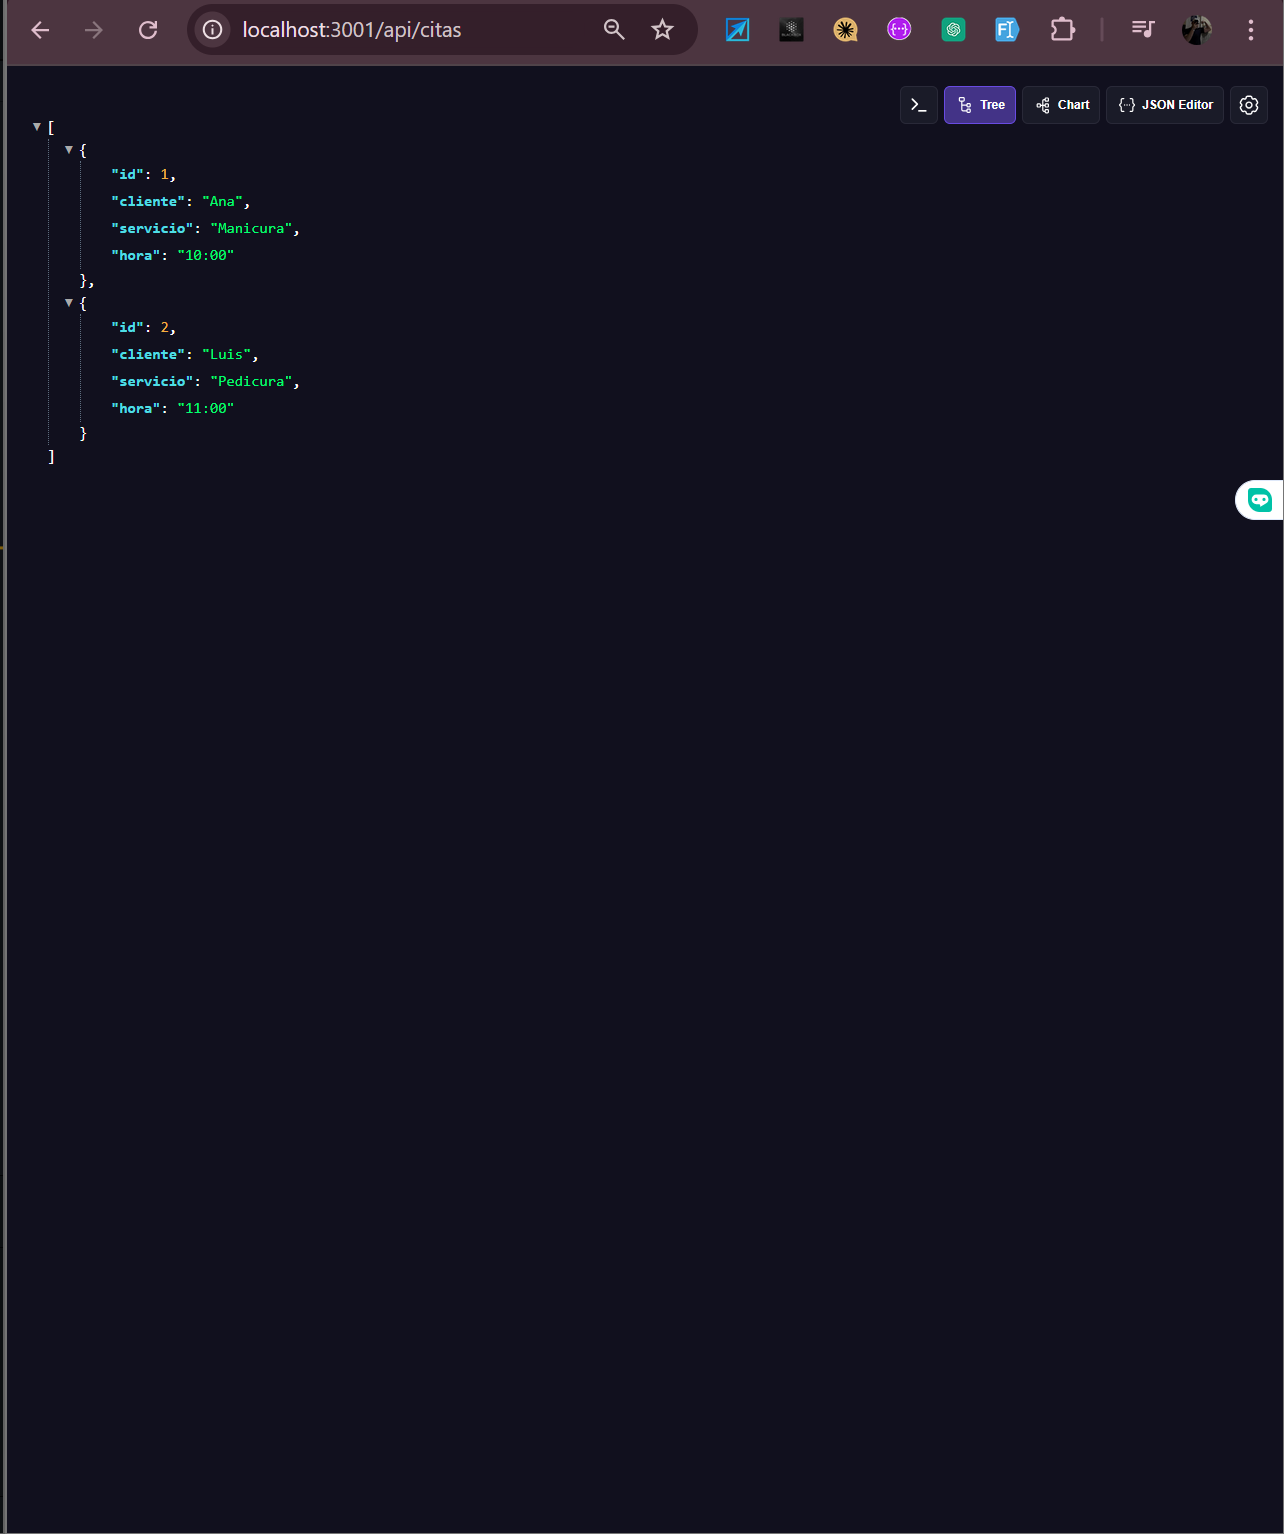 localhost:3001/api/citas
Tree
Chart
JSON Editor
[
{
"id": 1,
"cliente": "Ana",
"servicio": "Manicura",
"hora": "10:00"
},
{
"id": 2,
"cliente": "Luis",
"servicio": "Pedicura",
"hora": "11:00"
}
]